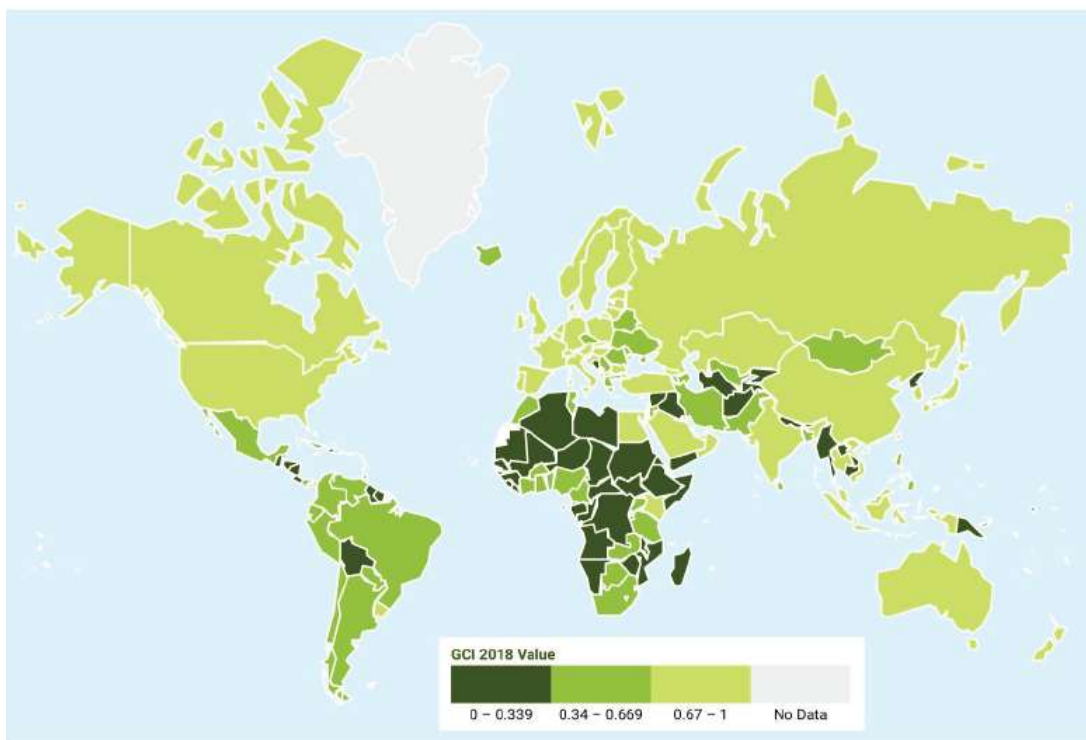 GCI 2018 Value
0 – 0.339
0.34 – 0.669
0.67 – 1
No Data